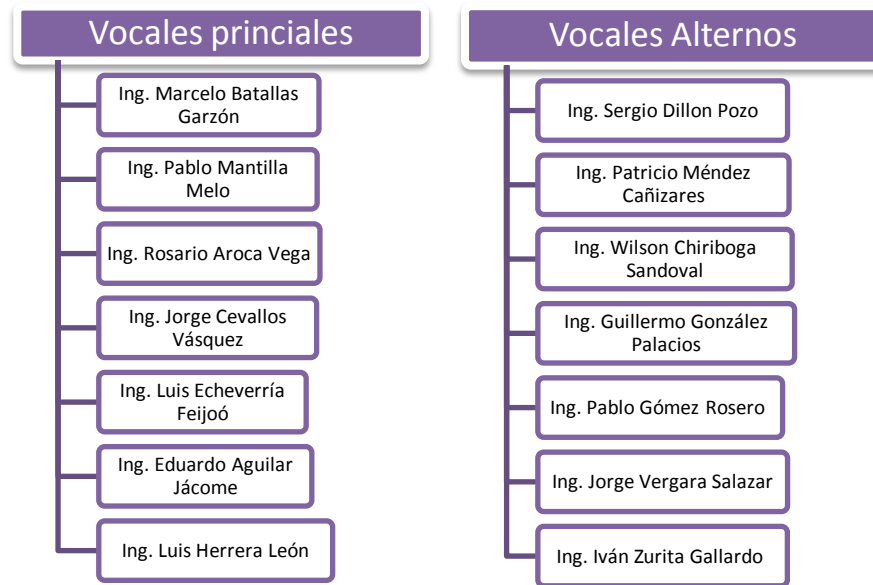 Vocales princiales
Ing. Marcelo Batallas
Garzón
Ing. Pablo Mantilla
Melo
Ing. Rosario Aroca Vega
Ing. Jorge Cevallos
Vásquez
Ing. Luis Echeverría
Feijoó
Ing. Eduardo Aguilar
Jácome
Ing. Luis Herrera León
Vocales Alternos
Ing. Sergio Dillon Pozo
Ing. Patricio Méndez
Cañizares
Ing. Wilson Chiriboga
Sandoval
Ing. Guillermo González
Palacios
Ing. Pablo Gómez Rosero
Ing. Jorge Vergara Salazar
Ing. Iván Zurita Gallardo